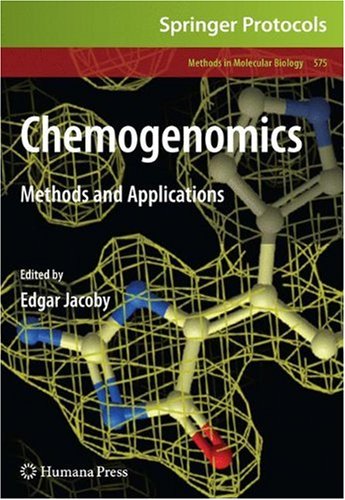 Springer Protocols
Methods in Molecular Biology 575
Chemogenomics
Methods and Applications
Edited by
Edgar Jacoby
Humana Press